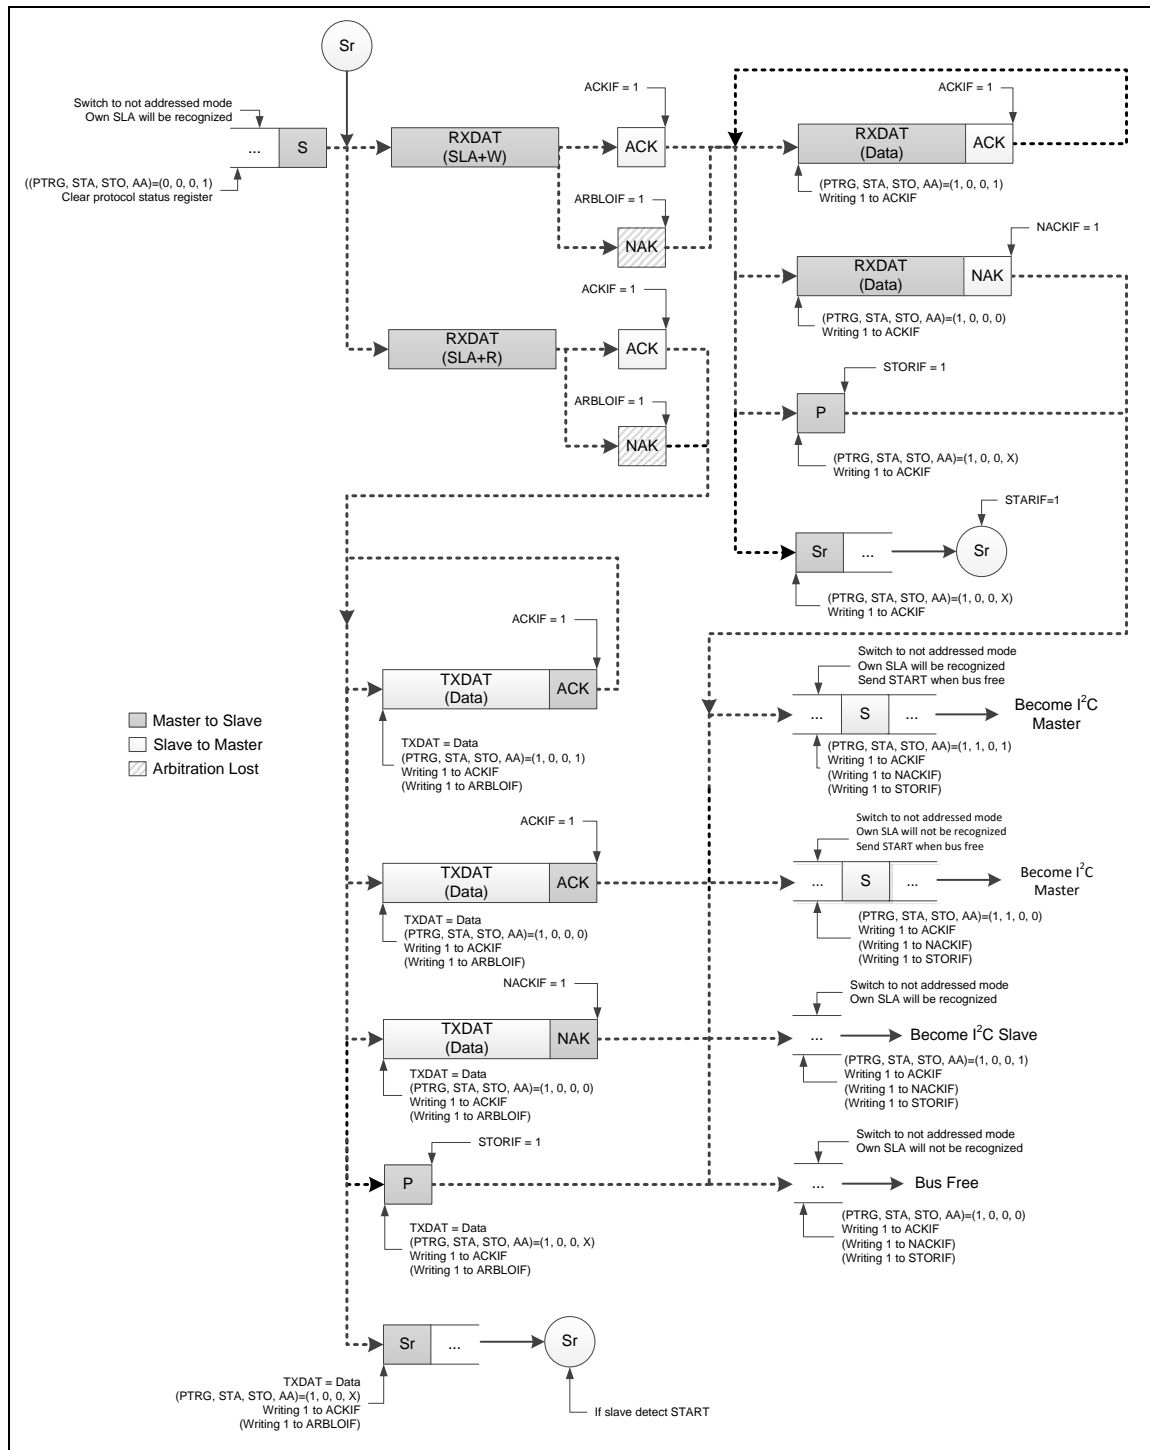 Sr
Switch to not addressed mode
Own SLA will be recognized
... S
((PTRG, STA, STO, AA)=(0, 0, 0, 1)
Clear protocol status register
RXDAT
(SLA+W)
ACKIF = 1
ACK
ARBLOIF = 1
NAK
RXDAT
(SLA+R)
ACKIF = 1
ACK
ARBLOIF = 1
NAK
ACKIF = 1
RXDAT
(Data)
ACK
(PTRG, STA, STO, AA)=(1, 0, 0, 1)
Writing 1 to ACKIF
NACKIF = 1
RXDAT
(Data)
NAK
(PTRG, STA, STO, AA)=(1, 0, 0, 0)
Writing 1 to ACKIF
STORIF = 1
P
(PTRG, STA, STO, AA)=(1, 0, 0, X)
Writing 1 to ACKIF
STARIF=1
Sr ... Sr
(PTRG, STA, STO, AA)=(1, 0, 0, X)
Writing 1 to ACKIF
Master to Slave
Slave to Master
Arbitration Lost
ACKIF = 1
TXDAT
(Data)
ACK
TXDAT = Data
(PTRG, STA, STO, AA)=(1, 0, 0, 1)
Writing 1 to ACKIF
(Writing 1 to ARBLOIF)
ACKIF = 1
TXDAT
(Data)
ACK
TXDAT = Data
(PTRG, STA, STO, AA)=(1, 0, 0, 0)
Writing 1 to ACKIF
(Writing 1 to ARBLOIF)
NACKIF = 1
TXDAT
(Data)
NAK
TXDAT = Data
(PTRG, STA, STO, AA)=(1, 0, 0, 0)
Writing 1 to ACKIF
(Writing 1 to ARBLOIF)
STORIF = 1
P
TXDAT = Data
(PTRG, STA, STO, AA)=(1, 0, 0, X)
Writing 1 to ACKIF
(Writing 1 to ARBLOIF)
Sr ... Sr
TXDAT = Data
(PTRG, STA, STO, AA)=(1, 0, 0, X)
Writing 1 to ACKIF
(Writing 1 to ARBLOIF)
If slave detect START
Switch to not addressed mode
Own SLA will be recognized
Send START when bus free
... S ...
Become I²C
Master
(PTRG, STA, STO, AA)=(1, 1, 0, 1)
Writing 1 to ACKIF
(Writing 1 to NACKIF)
(Writing 1 to STORIF)
Switch to not addressed mode
Own SLA will not be recognized
Send START when bus free
... S ...
Become I²C
Master
(PTRG, STA, STO, AA)=(1, 1, 0, 0)
Writing 1 to ACKIF
(Writing 1 to NACKIF)
(Writing 1 to STORIF)
Switch to not addressed mode
Own SLA will be recognized
... Become I²C Slave
(PTRG, STA, STO, AA)=(1, 0, 0, 1)
Writing 1 to ACKIF
(Writing 1 to NACKIF)
(Writing 1 to STORIF)
Switch to not addressed mode
Own SLA will not be recognized
... Bus Free
(PTRG, STA, STO, AA)=(1, 0, 0, 0)
Writing 1 to ACKIF
(Writing 1 to NACKIF)
(Writing 1 to STORIF)